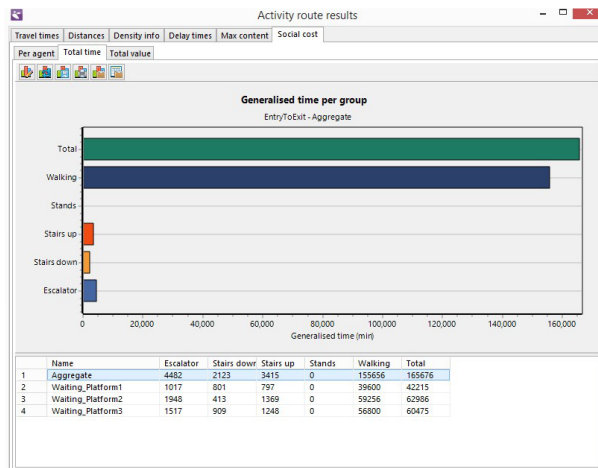 Activity route results
Travel times Distances Density info Delay times Max content Social cost
Per agent Total time Total value
Generalised time per group
EntryToExit - Aggregate
Total
Walking
Stands
Stairs up
Stairs down
Escalator
0 20,000 40,000 60,000 80,000 100,000 120,000 140,000 160,000
Generalised time (min)
Name Escalator Stairs down Stairs up Stands Walking Total
1 Aggregate 4482 2123 3415 0 155656 165676
2 Waiting_Platform1 1017 801 797 0 39600 42215
3 Waiting_Platform2 1948 413 1369 0 59256 62986
4 Waiting_Platform3 1517 909 1248 0 56800 60475